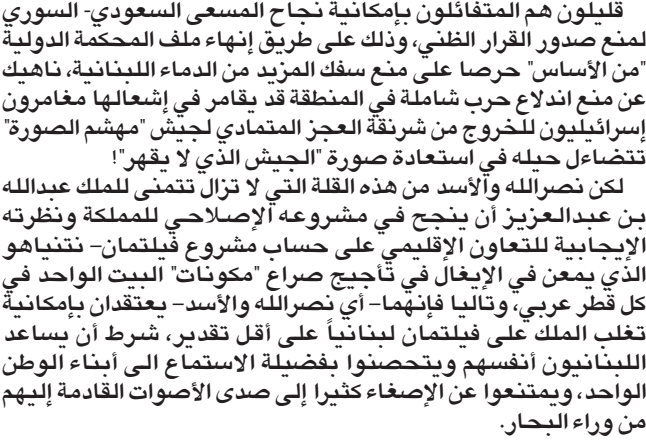 قليلون هم المتفائلون بإمكانية نجاح المسعى السعودي- السوري
لمنع صدور القرار الظني، وذلك على طريق إنهاء ملف المحكمة الدولية
"من الأساس" حرصا على منع سفك المزيد من الدماء اللبنانية، ناهيك
عن منع اندلاع حرب شاملة في المنطقة قد يقامر في إشعالها مغامرون
إسرائيليون للخروج من شرنقة العجز المتمادي لجيش "مهشم الصورة"
تتضاءل حيله في استعادة صورة "الجيش الذي لا يقهر"!
لكن نصرالله والأسد من هذه القلة التي لا تزال تتمنى للملك عبدالله
بن عبدالعزيز أن ينجح في مشروعه الإصلاحي للمملكة ونظرته
الإيجابية للتعاون الإقليمي على حساب مشروع فيلتمان– نتنياهو
الذي يمعن في الإيغال في تأجيج صراع "مكونات" البيت الواحد في
كل قطر عربي، وتاليا فإنهما– أي نصرالله والأسد– يعتقدان بإمكانية
تغلب الملك على فيلتمان لبنانياً على أقل تقدير، شرط أن يساعد
اللبنانيون أنفسهم ويتحصنوا بفضيلة الاستماع الى أبناء الوطن
الواحد، ويمتنعوا عن الإصغاء كثيرا إلى صدى الأصوات القادمة إليهم
من وراء البحار.